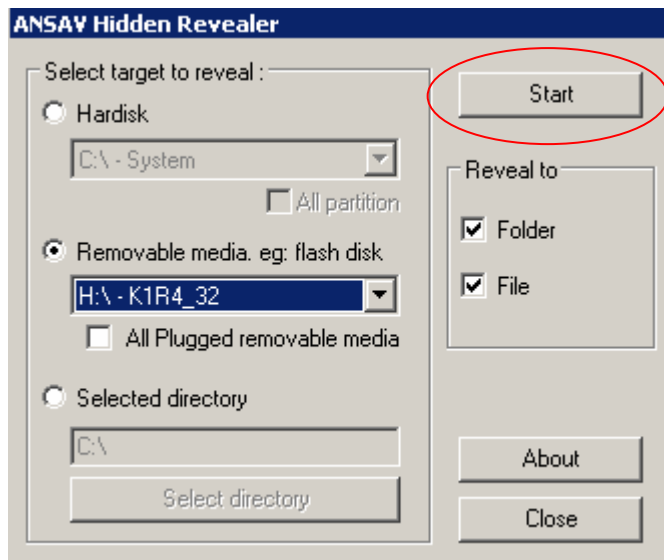 ANSAV Hidden Revealer
Select target to reveal :
Hardisk
C:\ - System
All partition
Removable media. eg: flash disk
H:\ - K1R4_32
All Plugged removable media
Selected directory
C:\
Select directory
Start
Reveal to
Folder
File
About
Close